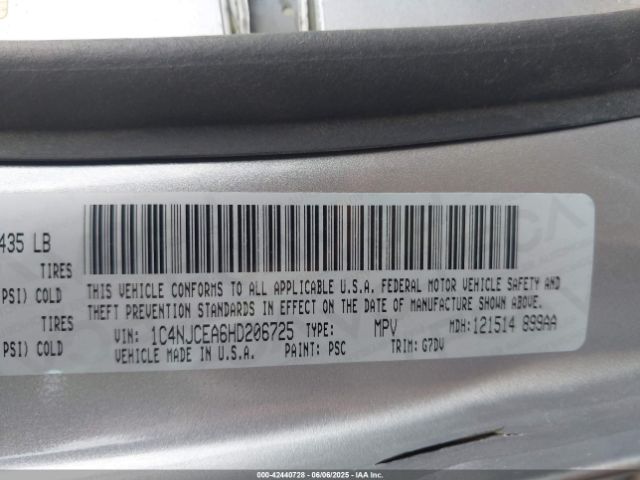 435 LB
TIRES
PSI) COLD
TIRES
PSI) COLD
THIS VEHICLE CONFORMS TO ALL APPLICABLE U.S.A. FEDERAL MOTOR VEHICLE SAFETY AND
THEFT PREVENTION STANDARDS IN EFFECT ON THE DATE OF MANUFACTURE SHOWN ABOVE.
VIN: 1C4NJCEA6HD206725 TYPE: MPV MDH: 121514 899AA
VEHICLE MADE IN U.S.A. PAINT: PSC TRIM: G7DV
000-42440728 06/06/2025 - IAAI.COM